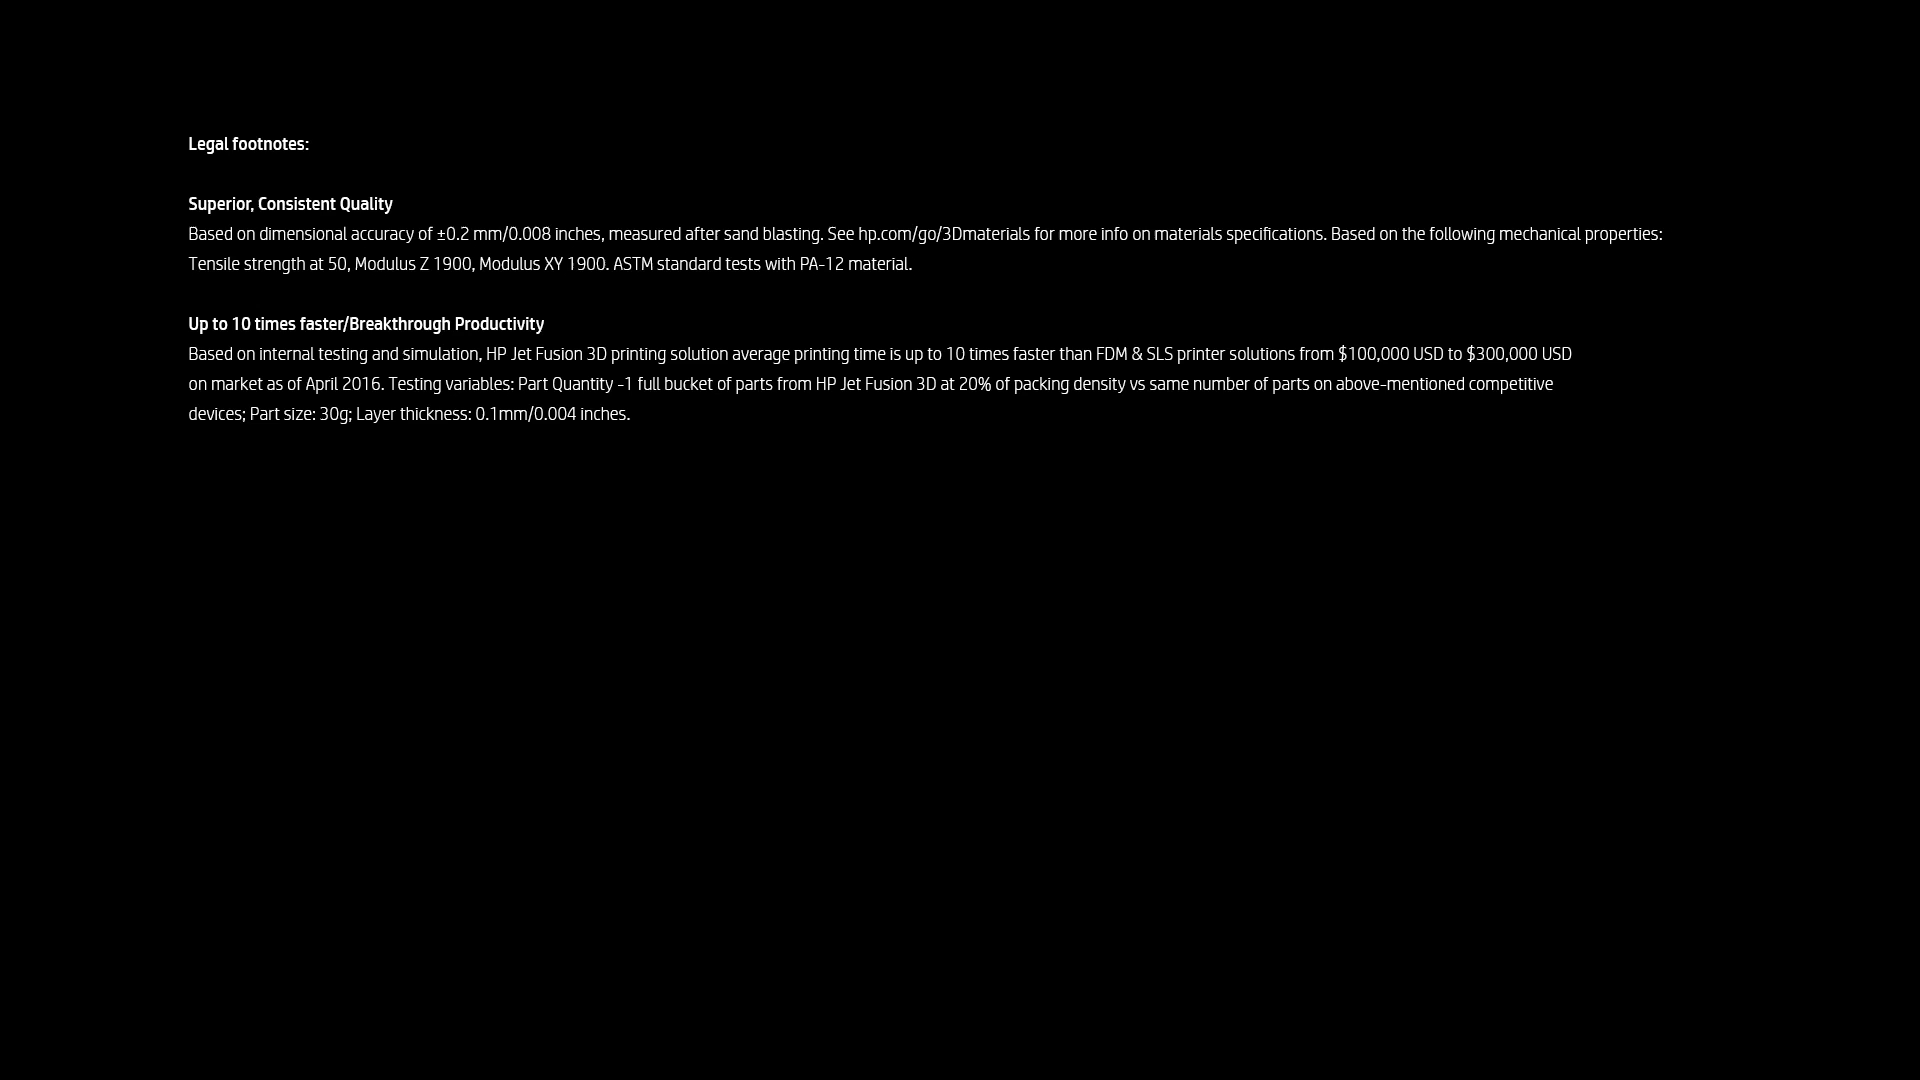 Legal footnotes:
Superior, Consistent Quality
Based on dimensional accuracy of ±0.2 mm/0.008 inches, measured after sand blasting. See hp.com/go/3Dmaterials for more info on materials specifications. Based on the following mechanical properties:
Tensile strength at 50, Modulus Z 1900, Modulus XY 1900. ASTM standard tests with PA-12 material.
Up to 10 times faster/Breakthrough Productivity
Based on internal testing and simulation, HP Jet Fusion 3D printing solution average printing time is up to 10 times faster than FDM & SLS printer solutions from $100,000 USD to $300,000 USD
on market as of April 2016. Testing variables: Part Quantity -1 full bucket of parts from HP Jet Fusion 3D at 20% of packing density vs same number of parts on above-mentioned competitive
devices; Part size: 30g; Layer thickness: 0.1mm/0.004 inches.